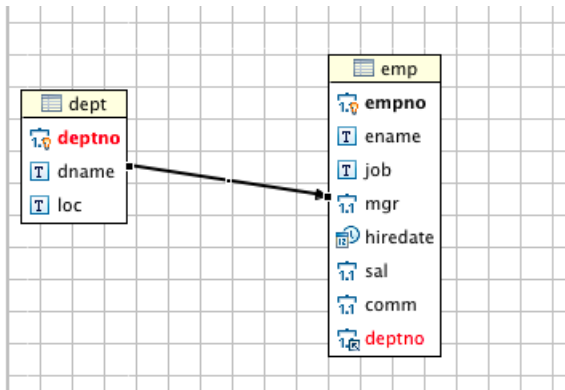 dept
deptno
dname
loc
emp
empno
ename
job
mgr
hiredate
sal
comm
deptno